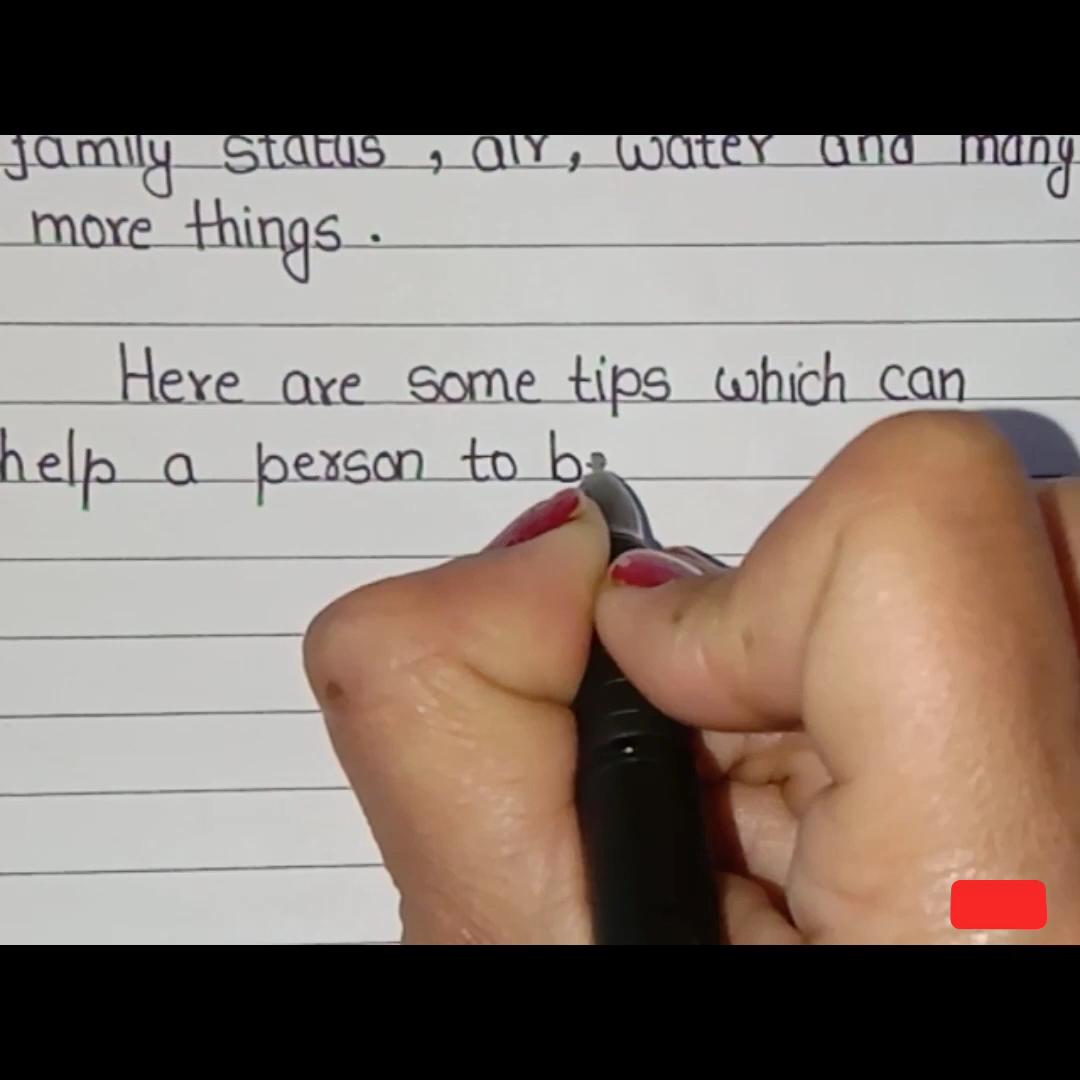 family status , air, water and many
more things .
Here are some tips which can
help a person to